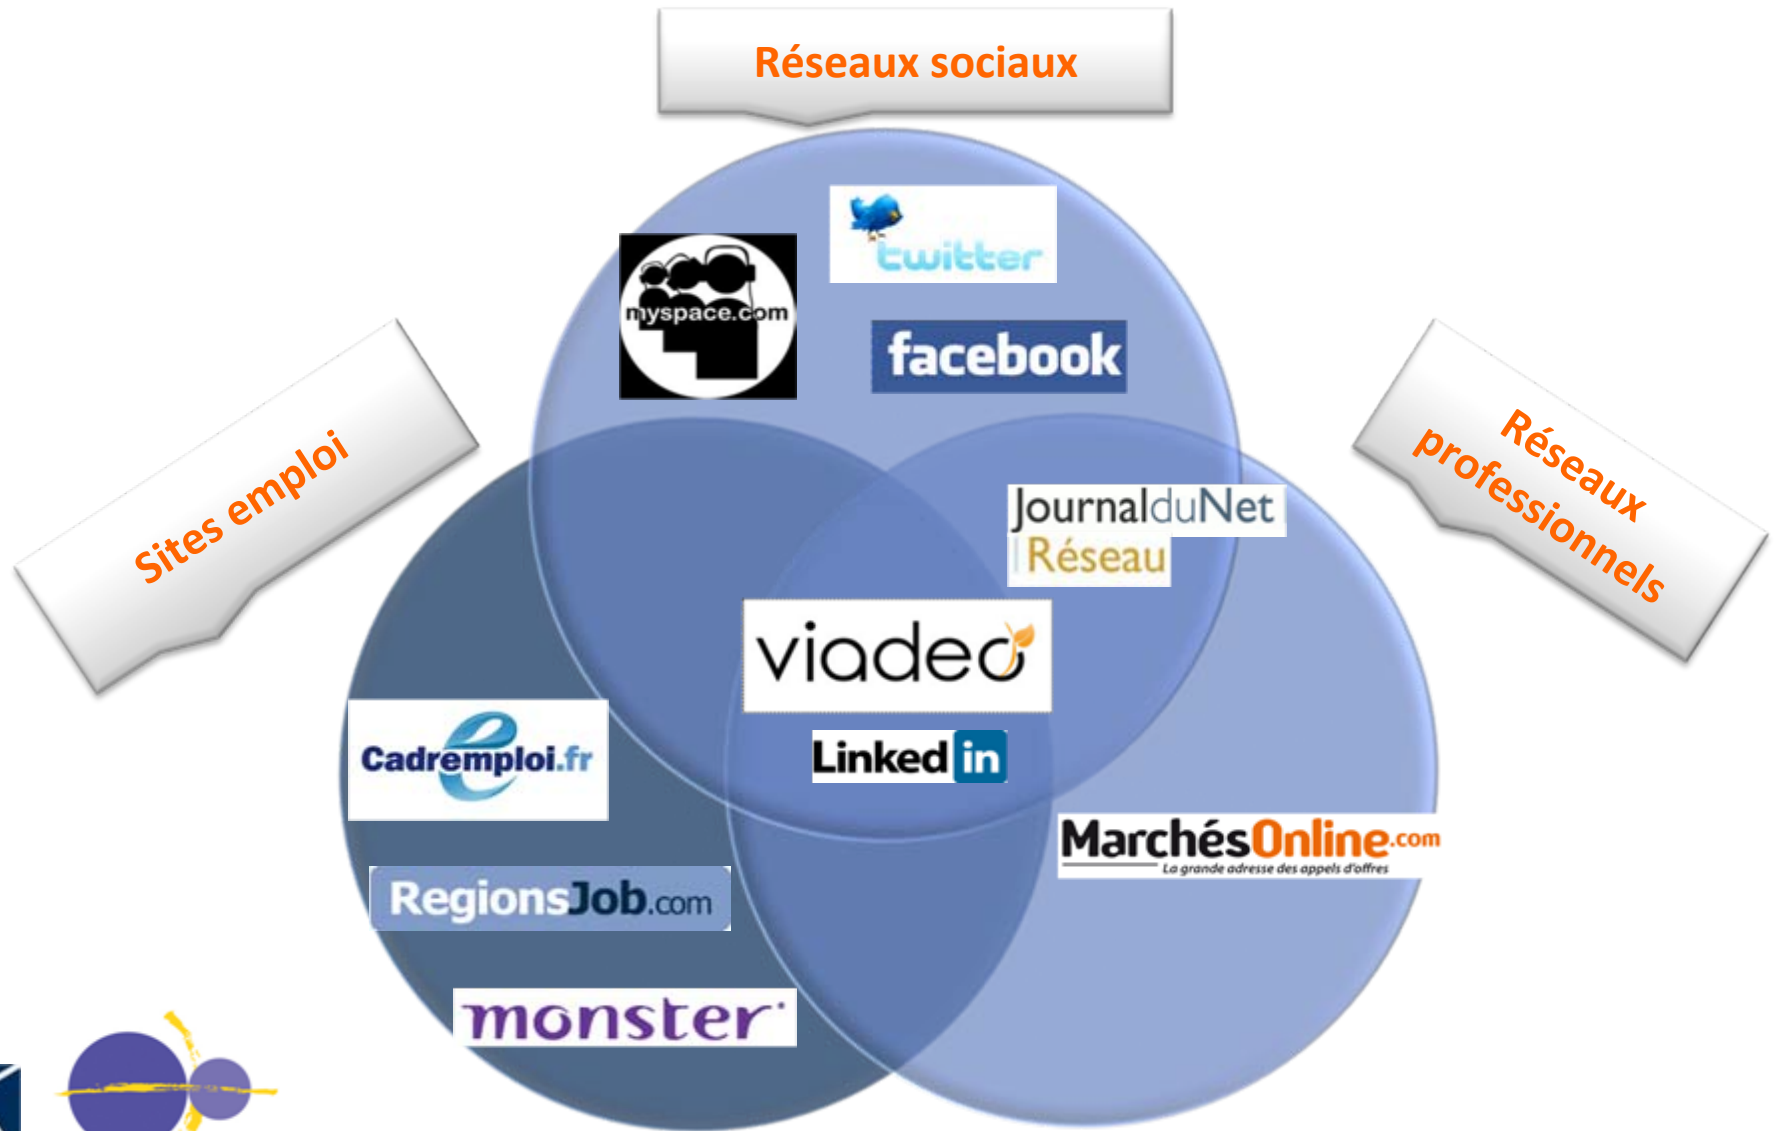 Réseaux sociaux
twitter
myspace.com
facebook
Sites emploi
Réseaux
professionnels
JournalduNet
Réseau
viadeo
Linked in
Cadremploi.fr
MarchésOnline.com
La grande adresse des appels d'offres
RegionsJob.com
monster